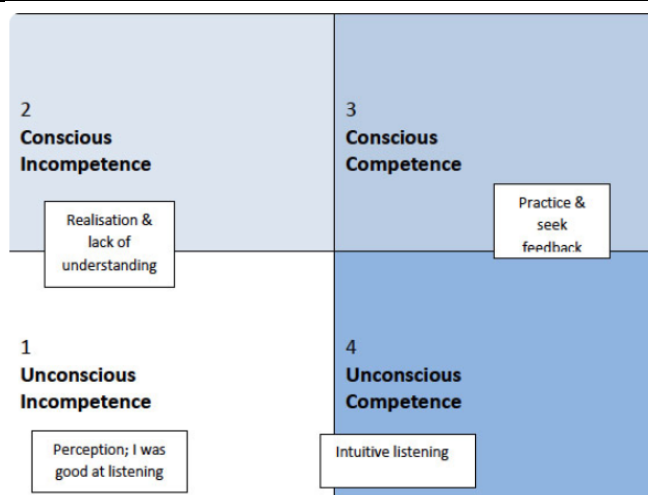 2
Conscious
Incompetence
Realisation &
lack of
understanding
3
Conscious
Competence
Practice &
seek
feedback
1
Unconscious
Incompetence
Perception; I was
good at listening
4
Unconscious
Competence
Intuitive listening